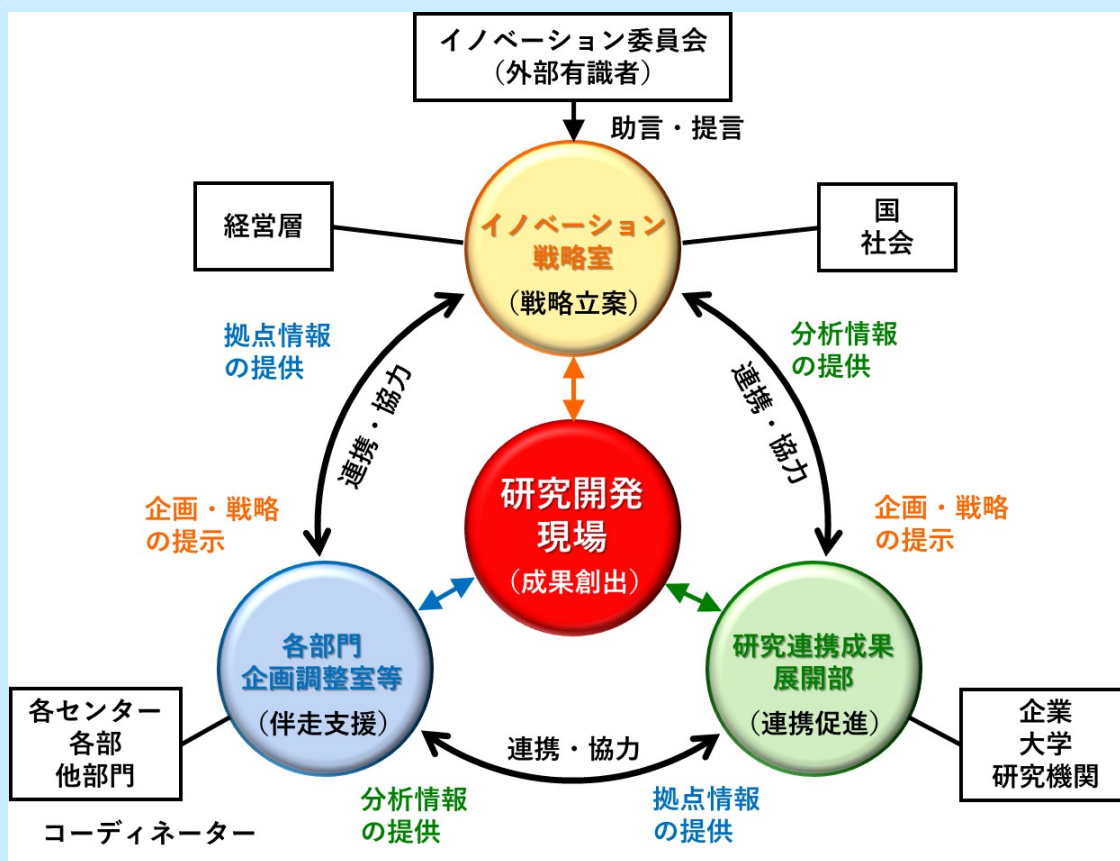 イノベーション委員会
（外部有識者）
助言・提言
経営層
イノベーション
戦略室
（戦略立案）
国
社会
拠点情報
の提供
連携・協力
分析情報
の提供
連携・協力
企画・戦略
の提示
研究開発
現場
（成果創出）
企画・戦略
の提示
各部門
企画調整室等
（伴走支援）
研究連携成果
展開部
（連携促進）
各センター
各部
他部門
連携・協力
企業
大学
研究機関
分析情報
の提供
拠点情報
の提供
コーディネーター